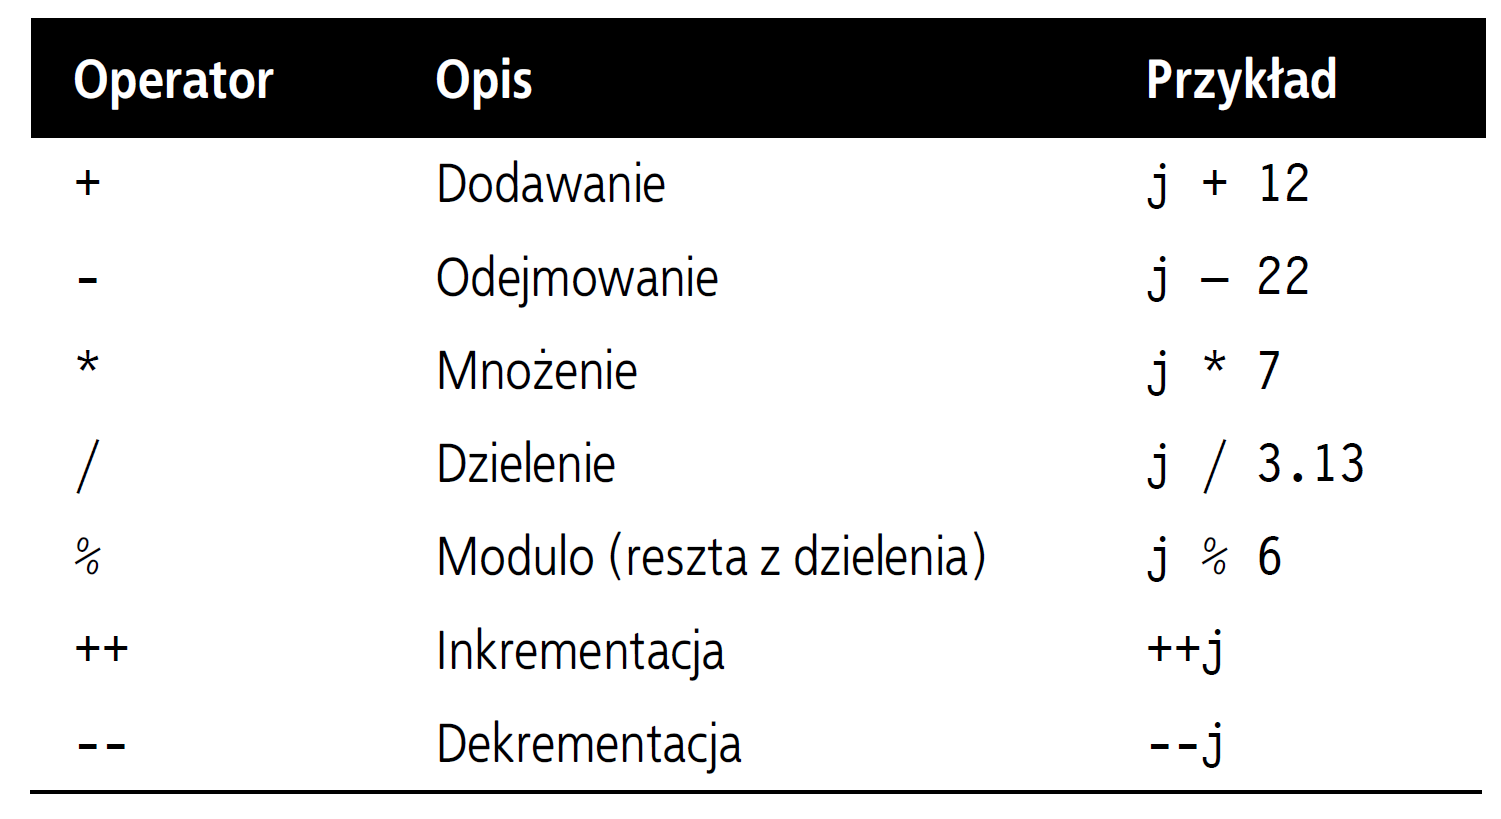 Operator Opis Przykład
+ Dodawanie j + 12
- Odejmowanie j – 22
* Mnożenie j * 7
/ Dzielenie j / 3.13
% Modulo (reszta z dzielenia) j % 6
++ Inkrementacja ++j
-- Dekrementacja --j